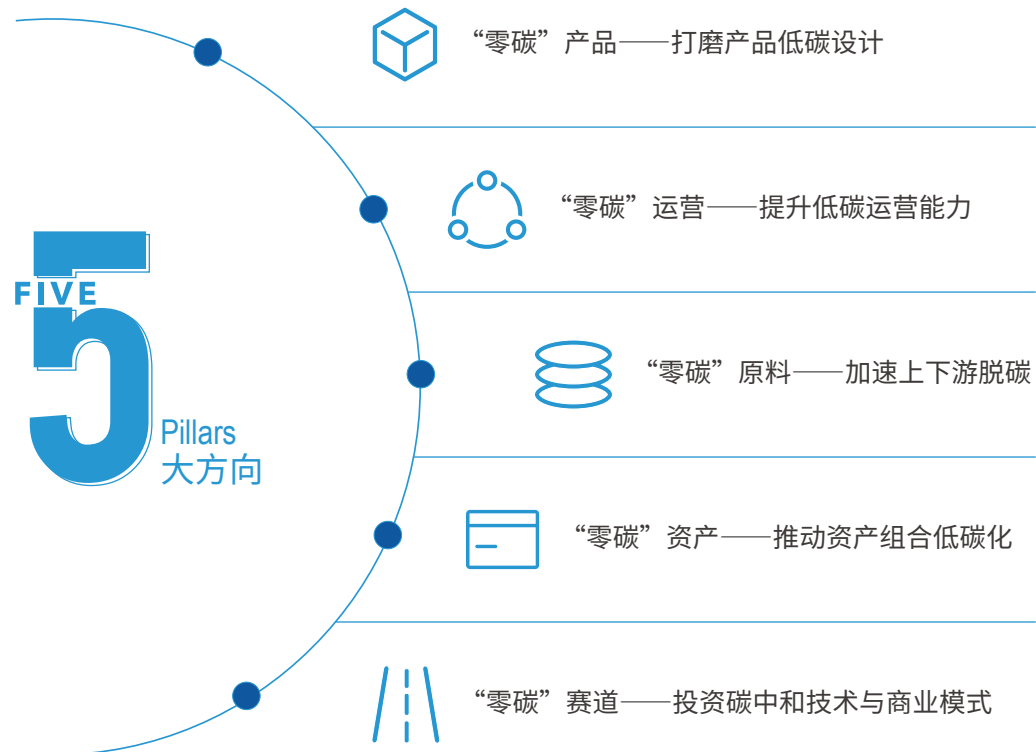 “零碳”产品——打磨产品低碳设计
“零碳”运营——提升低碳运营能力
5
FIVE
Pillars
大方向
“零碳”原料——加速上下游脱碳
“零碳”资产——推动资产组合低碳化
“零碳”赛道——投资碳中和技术与商业模式